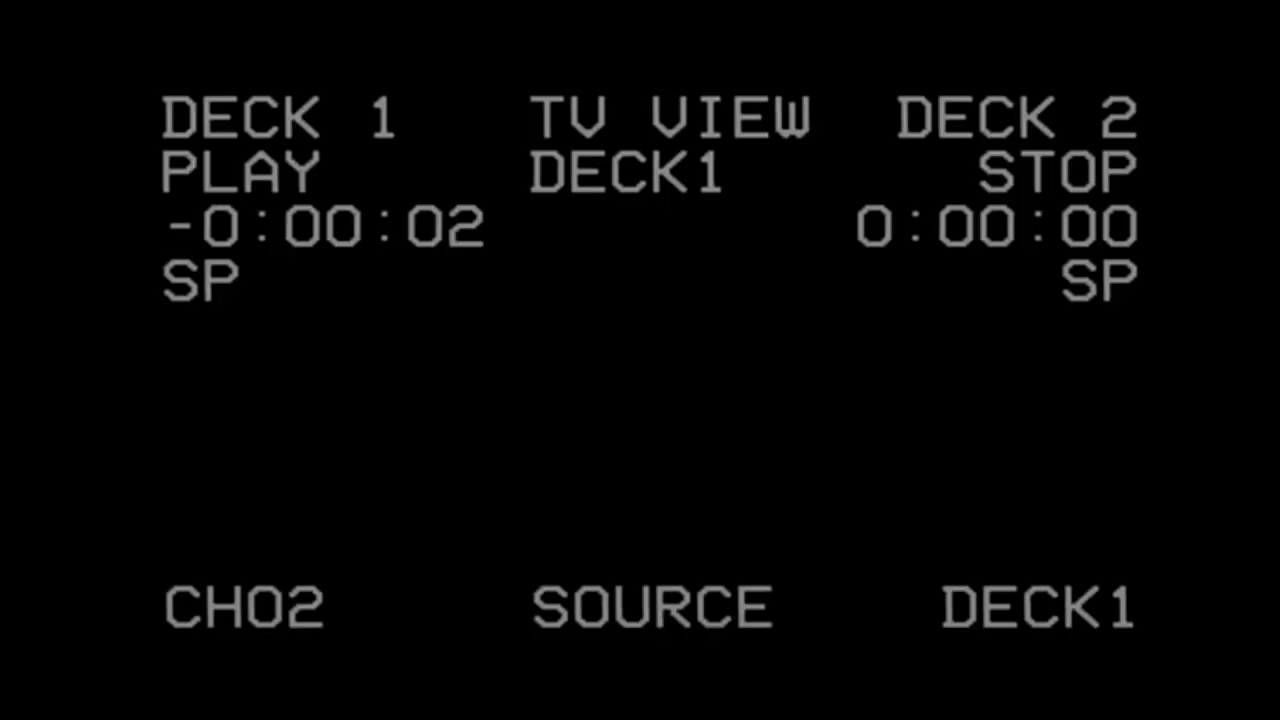 DECK 1 TV VIEW DECK 2
PLAY DECK1 STOP
-0:00:02 0:00:00
SP SP
CH02 SOURCE DECK1